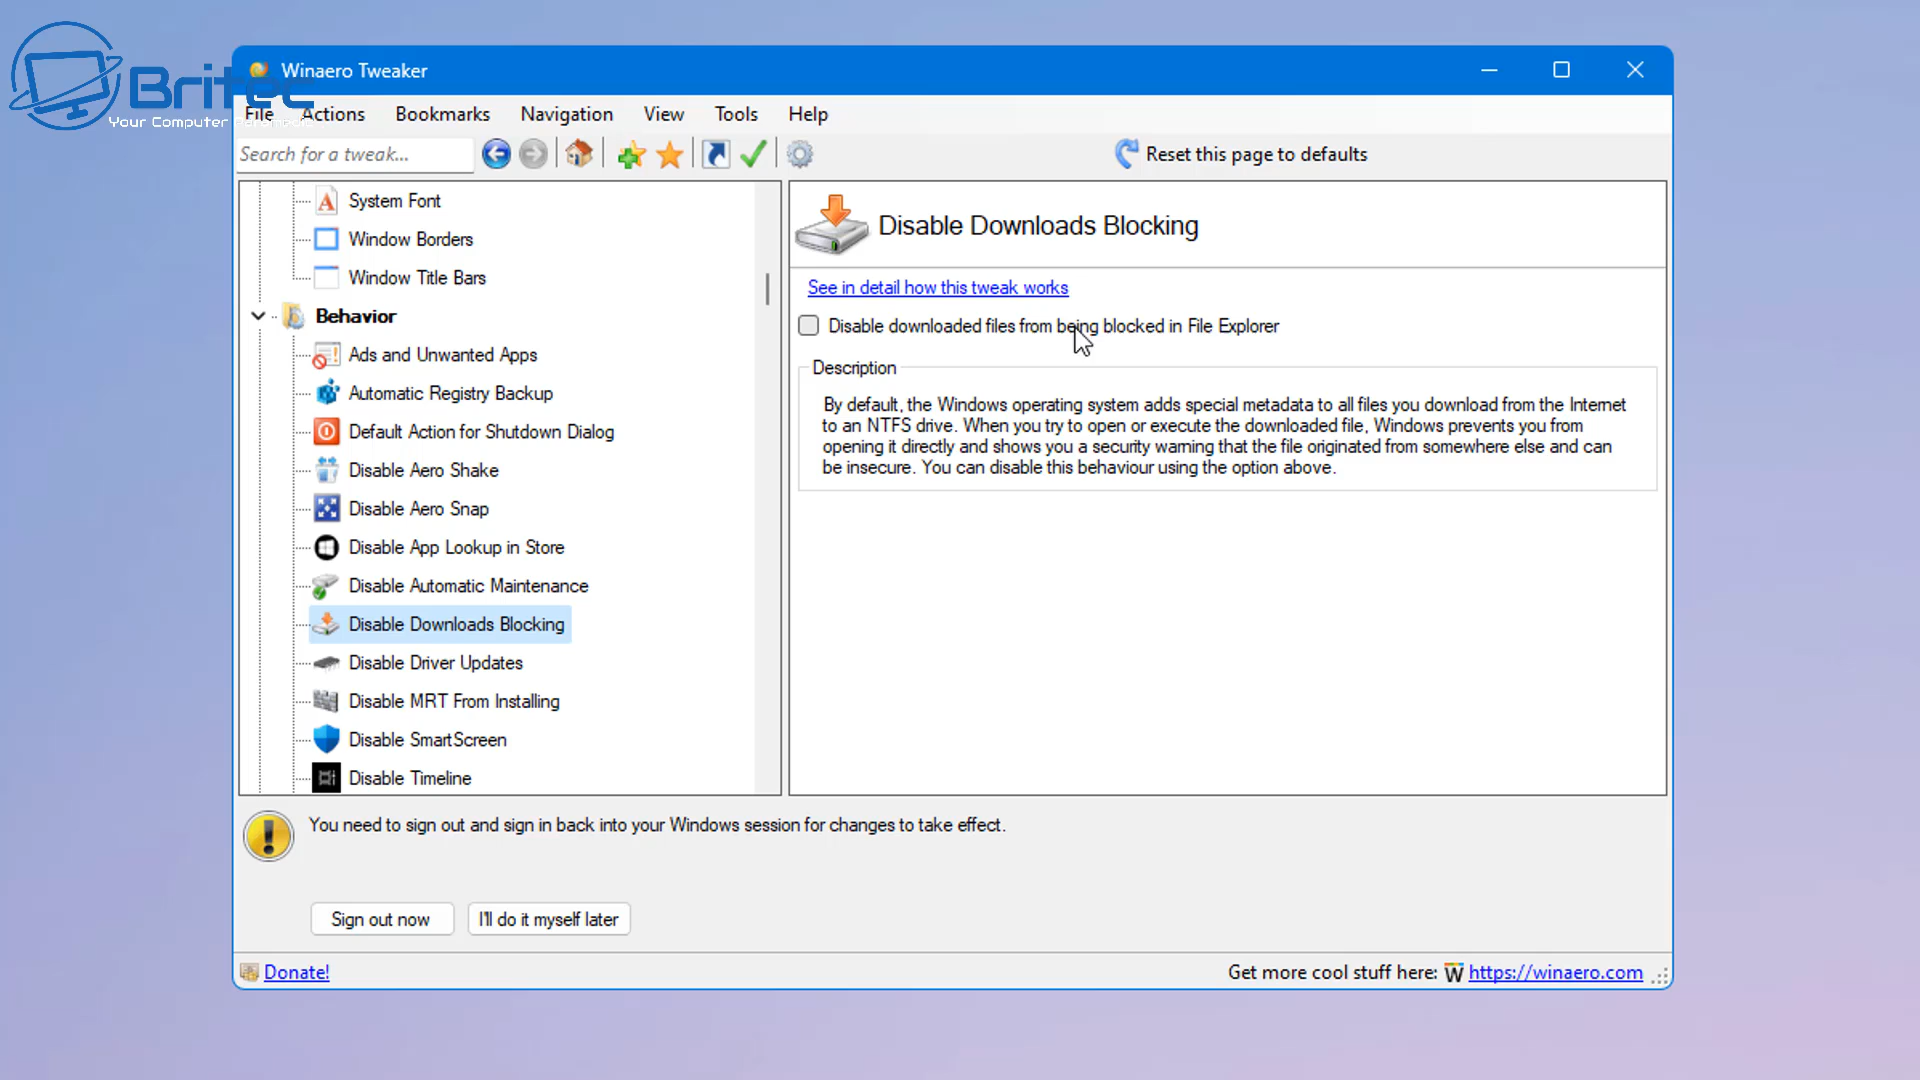 Britec
Your Computer
Winaero Tweaker
File Actions Bookmarks Navigation View Tools Help
Search for a tweak...
Reset this page to defaults
System Font
Window Borders
Window Title Bars
Behavior
Ads and Unwanted Apps
Automatic Registry Backup
Default Action for Shutdown Dialog
Disable Aero Shake
Disable Aero Snap
Disable App Lookup in Store
Disable Automatic Maintenance
Disable Downloads Blocking
Disable Driver Updates
Disable MRT From Installing
Disable SmartScreen
Disable Timeline
Disable Downloads Blocking
See in detail how this tweak works
Disable downloaded files from being blocked in File Explorer
Description
By default, the Windows operating system adds special metadata to all files you download from the Internet
to an NTFS drive. When you try to open or execute the downloaded file, Windows prevents you from
opening it directly and shows you a security warning that the file originated from somewhere else and can
be insecure. You can disable this behaviour using the option above.
You need to sign out and sign in back into your Windows session for changes to take effect.
Sign out now
I'll do it myself later
Donate!
Get more cool stuff here: W https://winaero.com